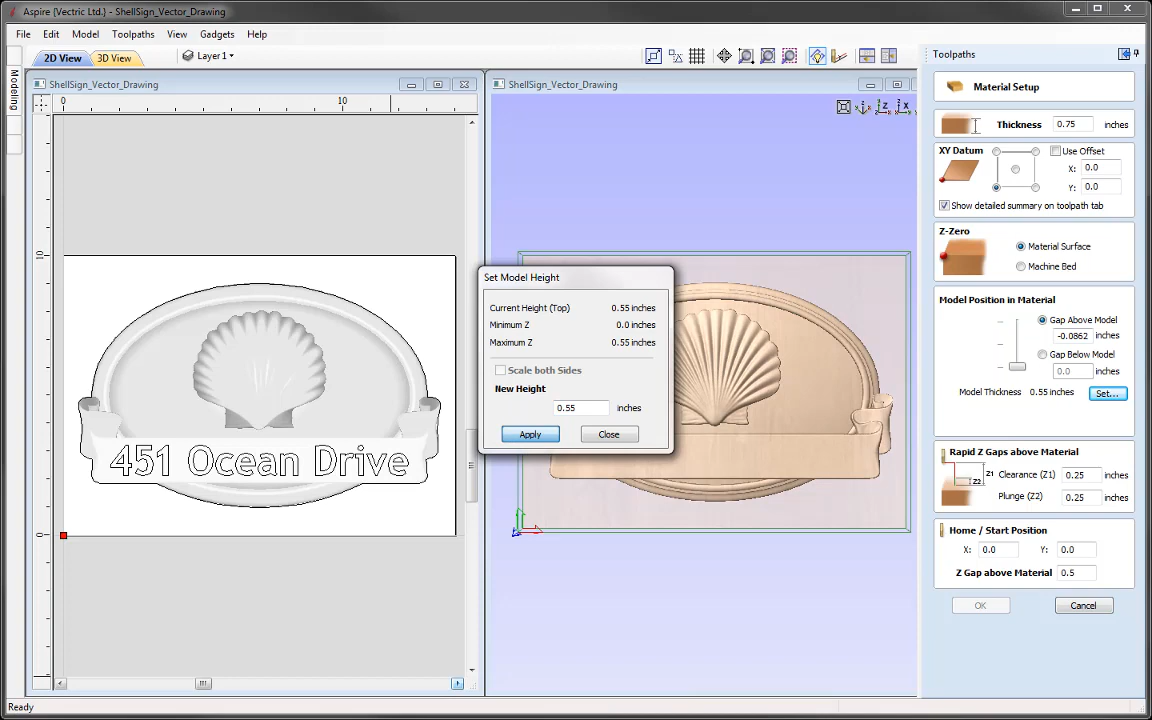 Aspire {Vectric Ltd.} - ShellSign_Vector_Drawing
File Edit Model Toolpaths View Gadgets Help
2D View 3D View Layer 1
Modeling
ShellSign_Vector_Drawing
0 10
10
0
451 Ocean Drive
ShellSign_Vector_Drawing
Z X
Set Model Height
Current Height (Top) 0.55 inches
Minimum Z 0.0 inches
Maximum Z 0.55 inches
Scale both Sides
New Height
0.55 inches
Apply Close
Toolpaths
Material Setup
Thickness 0.75 inches
XY Datum Use Offset
X: 0.0
Y: 0.0
Show detailed summary on toolpath tab
Z-Zero
Material Surface
Machine Bed
Model Position in Material
Gap Above Model
-0.0862 inches
Gap Below Model
0.0 inches
Model Thickness 0.55 inches Set...
Rapid Z Gaps above Material
Z1 Clearance (Z1) 0.25 inches
Z2 Plunge (Z2) 0.25 inches
Home / Start Position
X: 0.0 Y: 0.0
Z Gap above Material 0.5
OK Cancel
Ready